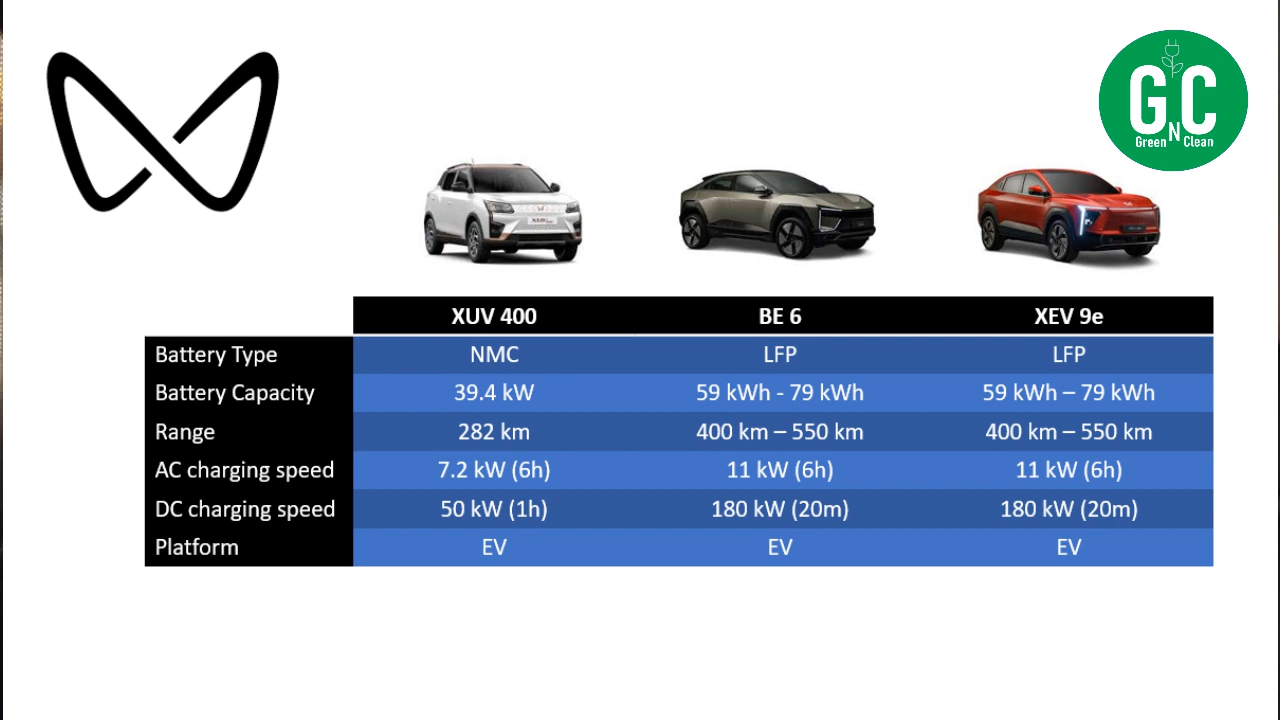 GNC
Green Clean
XUV 400 BE 6 XEV 9e
Battery Type NMC LFP LFP
Battery Capacity 39.4 kW 59 kWh - 79 kWh 59 kWh – 79 kWh
Range 282 km 400 km – 550 km 400 km – 550 km
AC charging speed 7.2 kW (6h) 11 kW (6h) 11 kW (6h)
DC charging speed 50 kW (1h) 180 kW (20m) 180 kW (20m)
Platform EV EV EV